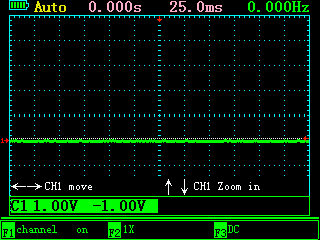 Auto 0.000s 25.0ms 0.000Hz
←→ CH1 move ↑ ↓ CH1 Zoom in
C1 1.00V -1.00V
F1 channel on F2 1X F3 DC